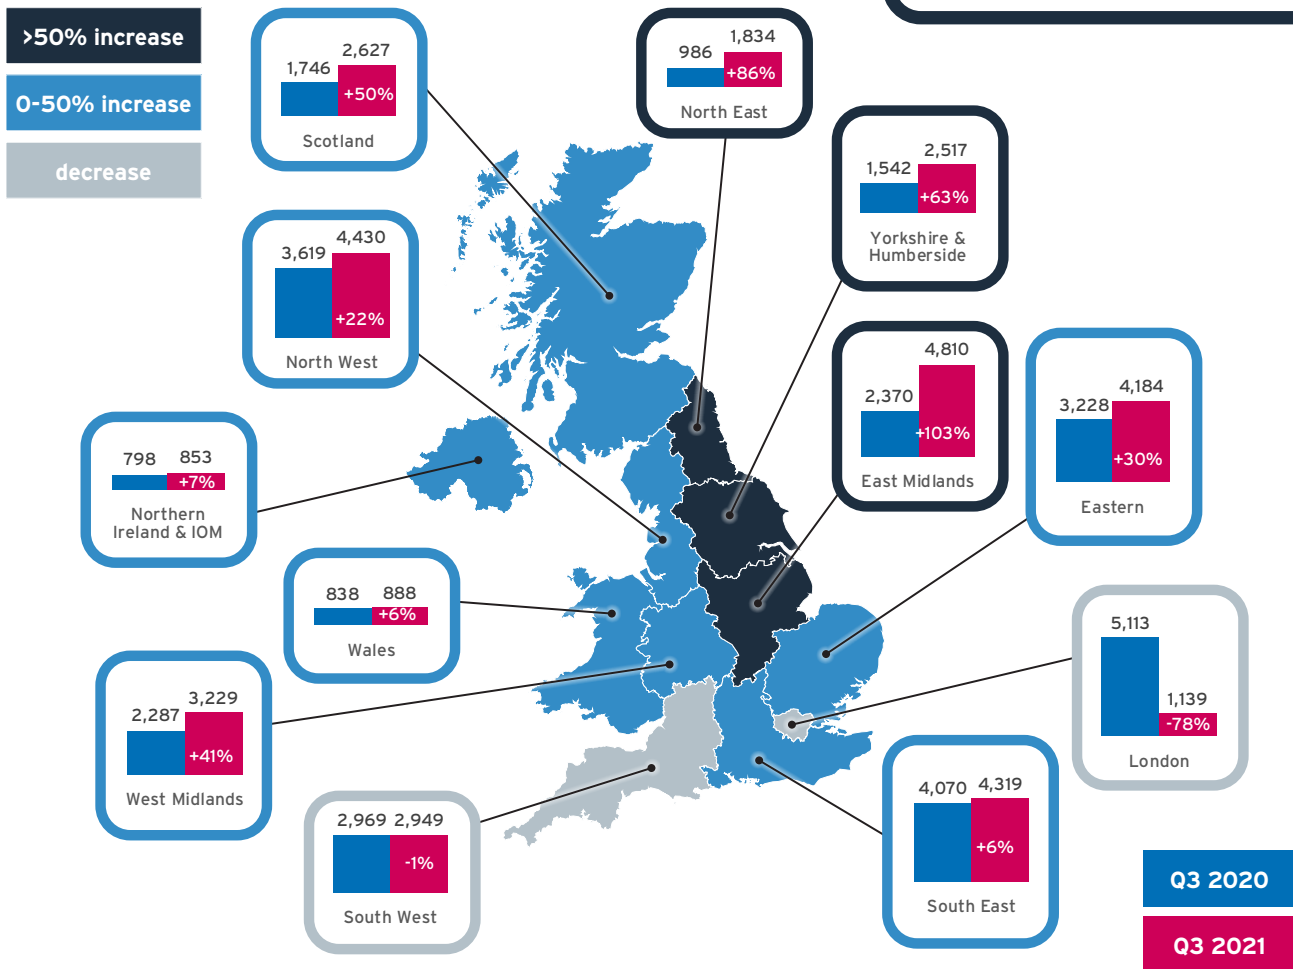 >50% increase
0-50% increase
decrease
1,746 2,627
+50%
Scotland
986 1,834
+86%
North East
1,542 2,517
+63%
Yorkshire &
Humberside
3,619 4,430
+22%
North West
2,370 4,810
+103%
East Midlands
3,228 4,184
+30%
Eastern
798 853
+7%
Northern
Ireland & IOM
838 888
+6%
Wales
5,113 1,139
-78%
London
2,287 3,229
+41%
West Midlands
4,070 4,319
+6%
South East
2,969 2,949
-1%
South West
Q3 2020
Q3 2021